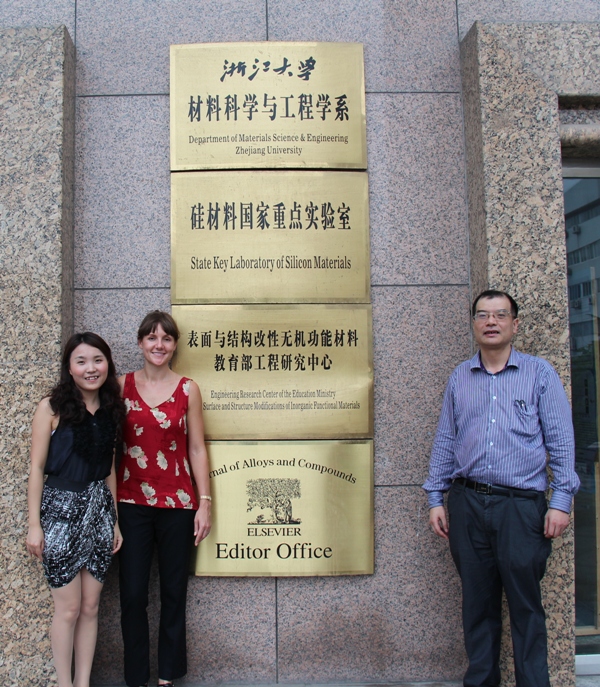 浙江大学
材料科学与工程学系
Department of Materials Science & Engineering
Zhejiang University
硅材料国家重点实验室
State Key Laboratory of Silicon Materials
表面与结构改性无机功能材料
教育部工程研究中心
Engineering Research Center of the Education Ministry
Surface and Structure Modifications of Inorganic Functional Materials
of Alloys and Compounds
ELSEVIER
Editor Office